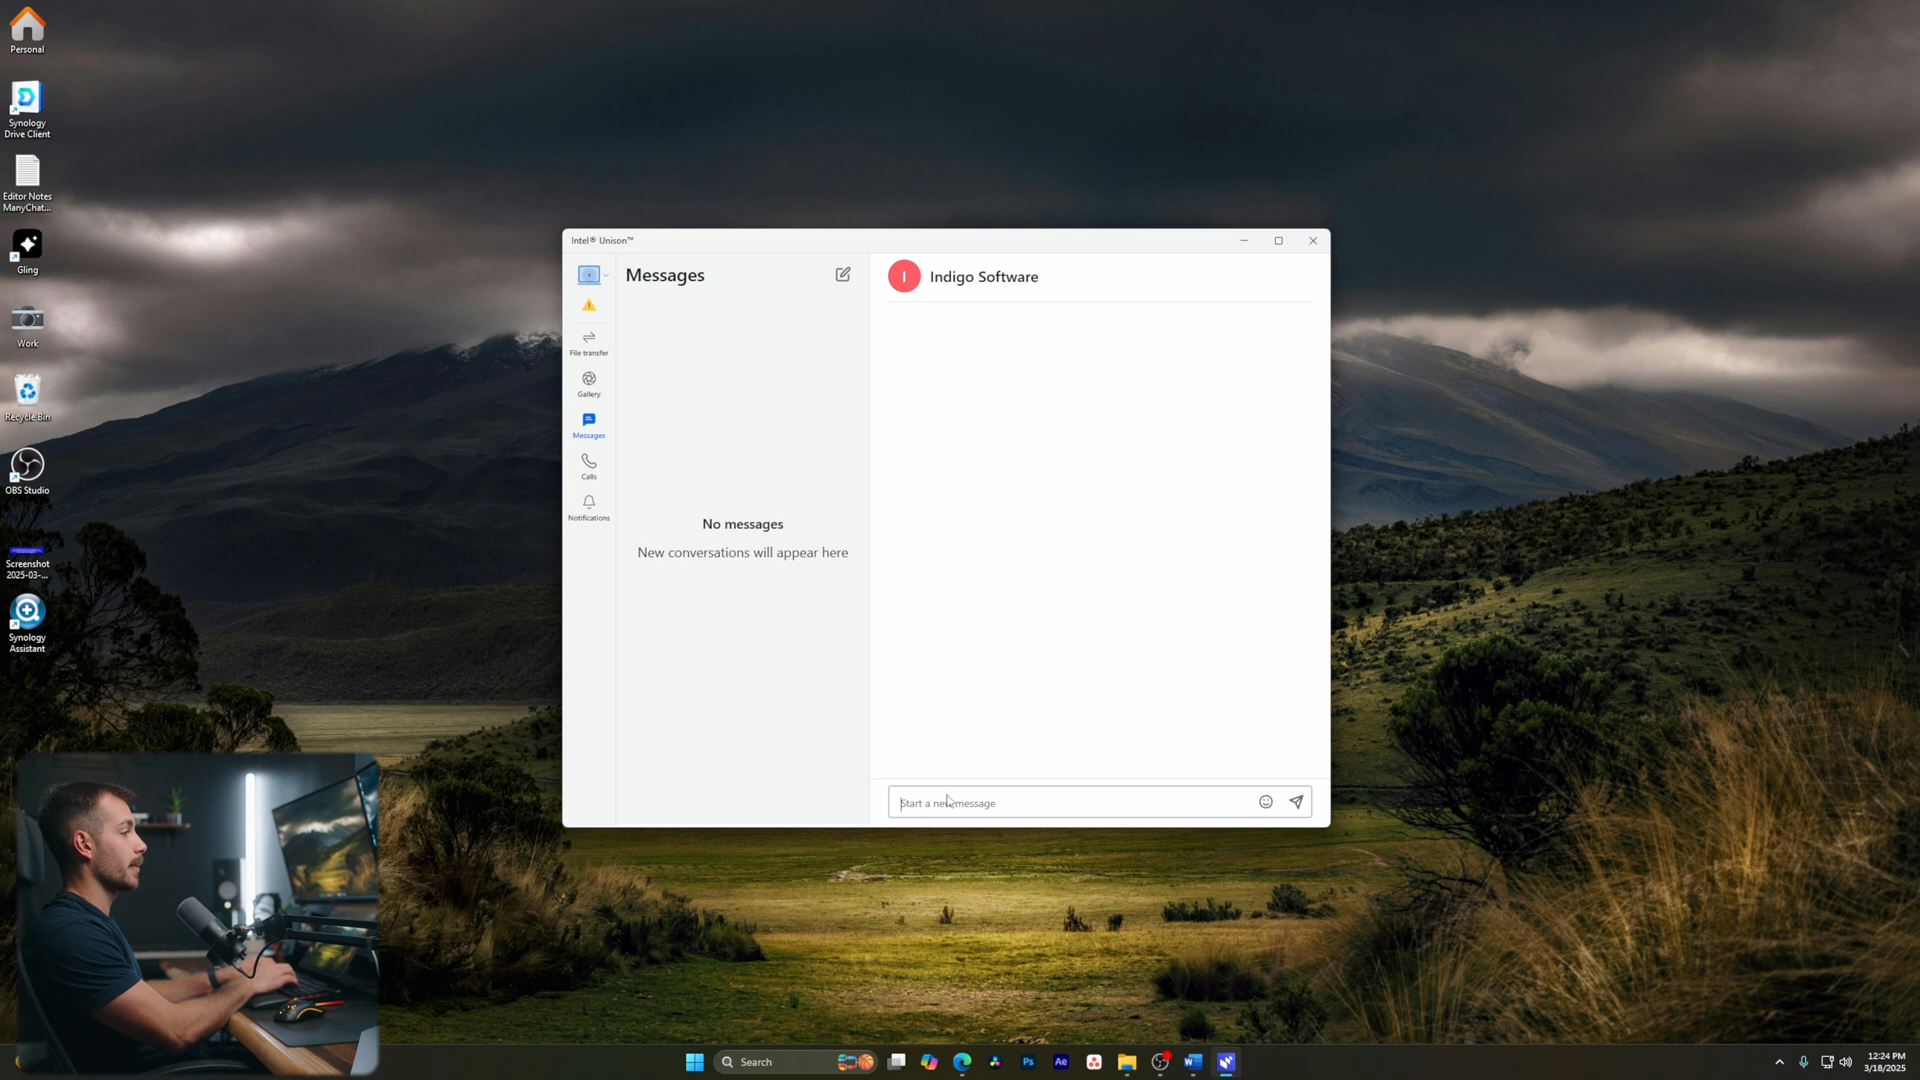 Personal
Synology
Drive Client
Editor Notes
ManyChat...
Gling
Work
Recycle Bin
OBS Studio
Screenshot
2025-03-...
Synology
Assistant
Intel® Unison™
Messages
File transfer
Gallery
Messages
Calls
Notifications
No messages
New conversations will appear here
I
Indigo Software
Start a new message
Search
Ps
Ae
W
12:24 PM
3/18/2025